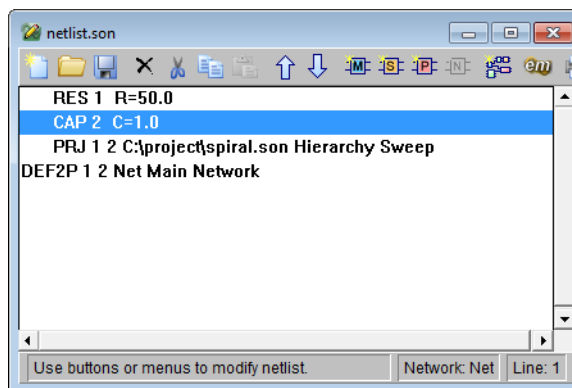 netlist.son
M S P N em
RES 1 R=50.0
CAP 2 C=1.0
PRJ 1 2 C:\project\spiral.son Hierarchy Sweep
DEF2P 1 2 Net Main Network
Use buttons or menus to modify netlist. Network: Net Line: 1